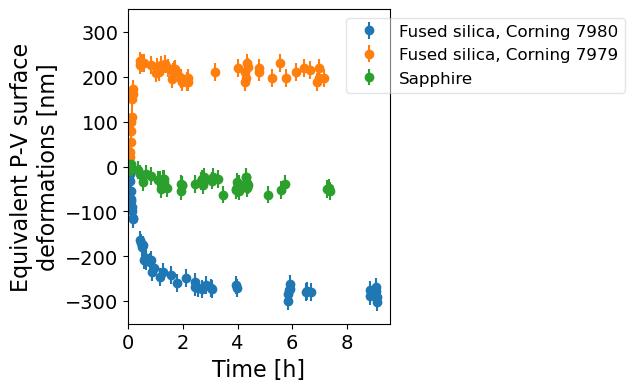 Equivalent P-V surface
deformations [nm]
300
200
100
0
−100
−200
−300
0 2 4 6 8
Time [h]
Fused silica, Corning 7980
Fused silica, Corning 7979
Sapphire